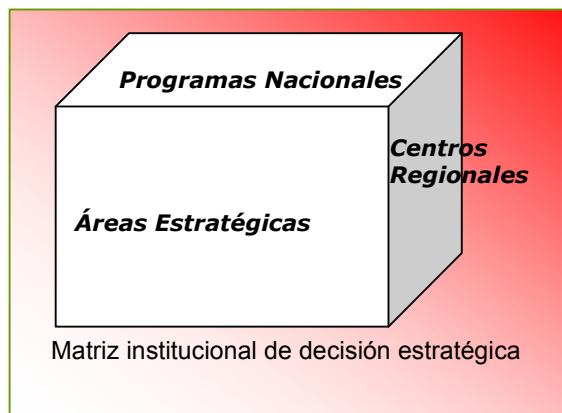 Programas Nacionales
Centros
Regionales
Áreas Estratégicas
Matriz institucional de decisión estratégica